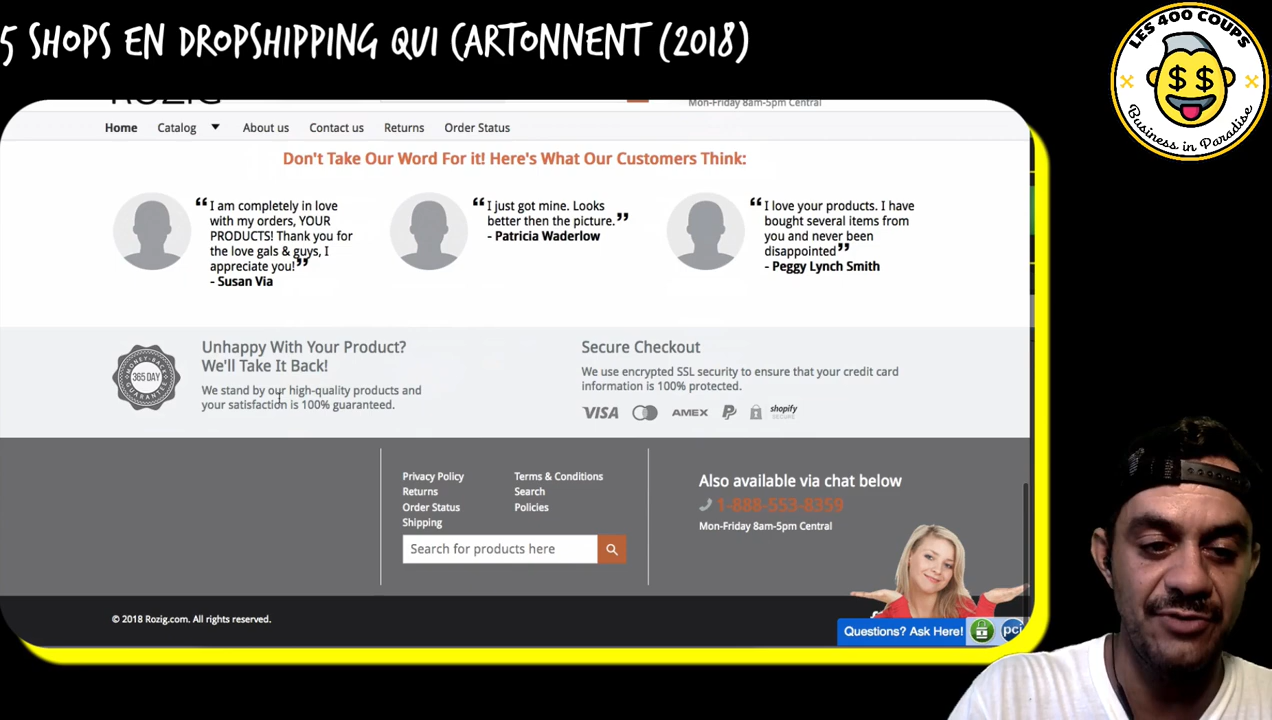 5 SHOPS EN DROPSHIPPING QUI CARTONNENT (2018)
LES 400 COUPS
$ $
Business in Paradise
Mon-Friday 8am-5pm Central
Home Catalog About us Contact us Returns Order Status
Don't Take Our Word For it! Here's What Our Customers Think:
“I am completely in love
with my orders, YOUR
PRODUCTS! Thank you for
the love gals & guys, I
appreciate you!”
- Susan Via
“I just got mine. Looks
better then the picture.”
- Patricia Waderlow
“I love your products. I have
bought several items from
you and never been
disappointed”
- Peggy Lynch Smith
MONEY-BACK
365 DAY
GUARANTEE
Unhappy With Your Product?
We'll Take It Back!
We stand by our high-quality products and
your satisfaction is 100% guaranteed.
Secure Checkout
We use encrypted SSL security to ensure that your credit card
information is 100% protected.
VISA AMEX shopify
SECURE
Privacy Policy
Returns
Order Status
Shipping
Terms & Conditions
Search
Policies
Search for products here
Also available via chat below
1-888-553-8359
Mon-Friday 8am-5pm Central
© 2018 Rozig.com. All rights reserved.
Questions? Ask Here!
pci